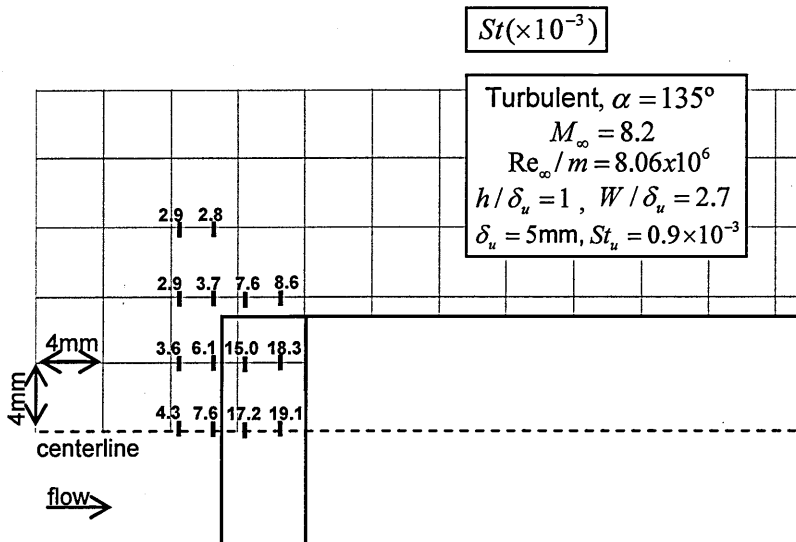 St(×10⁻³)
Turbulent, α = 135º
M∞ = 8.2
Re∞ / m = 8.06x10⁶
h / δᵤ = 1 , W / δᵤ = 2.7
δᵤ = 5mm, Stᵤ = 0.9×10⁻³
2.9 2.8
2.9 3.7 7.6 8.6
4mm
3.6 6.1 15.0 18.3
4mm
4.3 7.6 17.2 19.1
centerline
flow